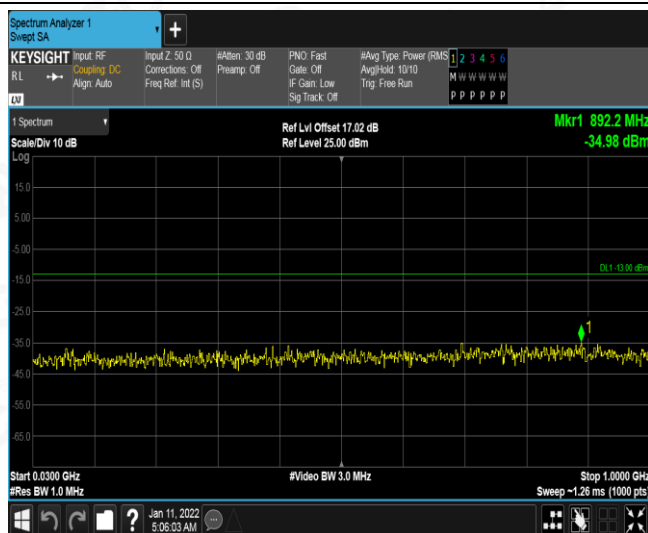 Spectrum Analyzer 1
Swept SA
KEYSIGHT
RL
Input: RF
Coupling: DC
Align: Auto
Input Z: 50 Ω
Corrections: Off
Freq Ref: Int (S)
#Atten: 30 dB
Preamp: Off
PNO: Fast
Gate: Off
IF Gain: Low
Sig Track: Off
#Avg Type: Power (RMS
Avg|Hold: 10/10
Trig: Free Run
1 2 3 4 5 6
M W W W W W
P P P P P P
1 Spectrum
Scale/Div 10 dB
Log
Ref Lvl Offset 17.02 dB
Ref Level 25.00 dBm
Mkr1 892.2 MHz
-34.98 dBm
15.0
5.00
-5.00
-15.0
-25.0
-35.0
-45.0
-55.0
-65.0
DL1 -13.00 dBm
1
Start 0.0300 GHz
#Res BW 1.0 MHz
#Video BW 3.0 MHz
Stop 1.0000 GHz
Sweep ~1.26 ms (1000 pts)
?
Jan 11, 2022
5:06:03 AM